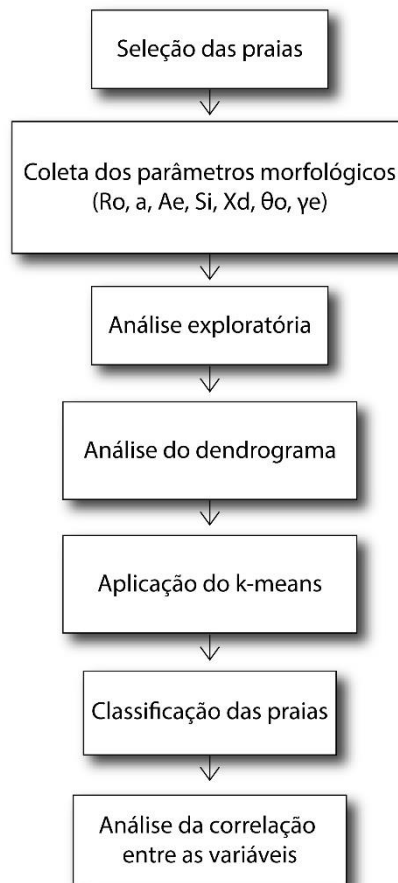 Seleção das praias
Coleta dos parâmetros morfológicos
(Ro, a, Ae, Si, Xd, θo, γe)
Análise exploratória
Análise do dendrograma
Aplicação do k-means
Classificação das praias
Análise da correlação
entre as variáveis